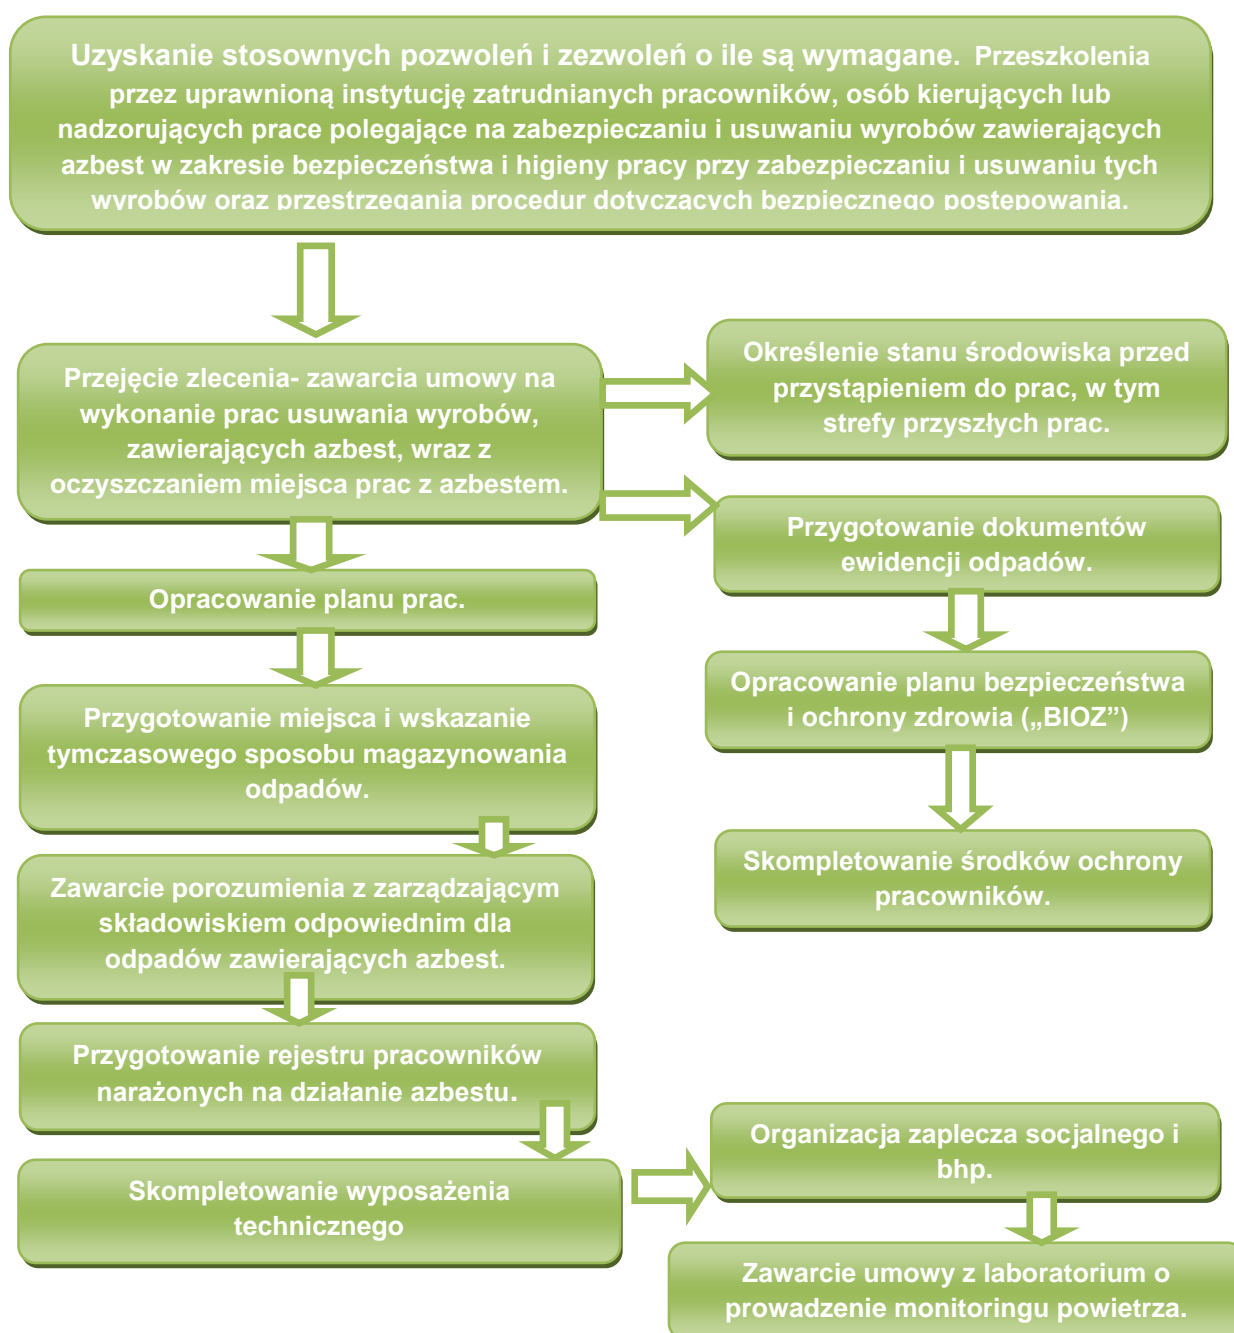 Uzyskanie stosownych pozwoleń i zezwoleń o ile są wymagane. Przeszkolenia
przez uprawnioną instytucję zatrudnianych pracowników, osób kierujących lub
nadzorujących prace polegające na zabezpieczaniu i usuwaniu wyrobów zawierających
azbest w zakresie bezpieczeństwa i higieny pracy przy zabezpieczaniu i usuwaniu tych
wyrobów oraz przestrzegania procedur dotyczących bezpiecznego postępowania.
Przejęcie zlecenia- zawarcia umowy na
wykonanie prac usuwania wyrobów,
zawierających azbest, wraz z
oczyszczaniem miejsca prac z azbestem.
Określenie stanu środowiska przed
przystąpieniem do prac, w tym
strefy przyszłych prac.
Przygotowanie dokumentów
ewidencji odpadów.
Opracowanie planu prac.
Opracowanie planu bezpieczeństwa
i ochrony zdrowia („BIOZ”)
Przygotowanie miejsca i wskazanie
tymczasowego sposobu magazynowania
odpadów.
Skompletowanie środków ochrony
pracowników.
Zawarcie porozumienia z zarządzającym
składowiskiem odpowiednim dla
odpadów zawierających azbest.
Przygotowanie rejestru pracowników
narażonych na działanie azbestu.
Organizacja zaplecza socjalnego i
bhp.
Skompletowanie wyposażenia
technicznego
Zawarcie umowy z laboratorium o
prowadzenie monitoringu powietrza.